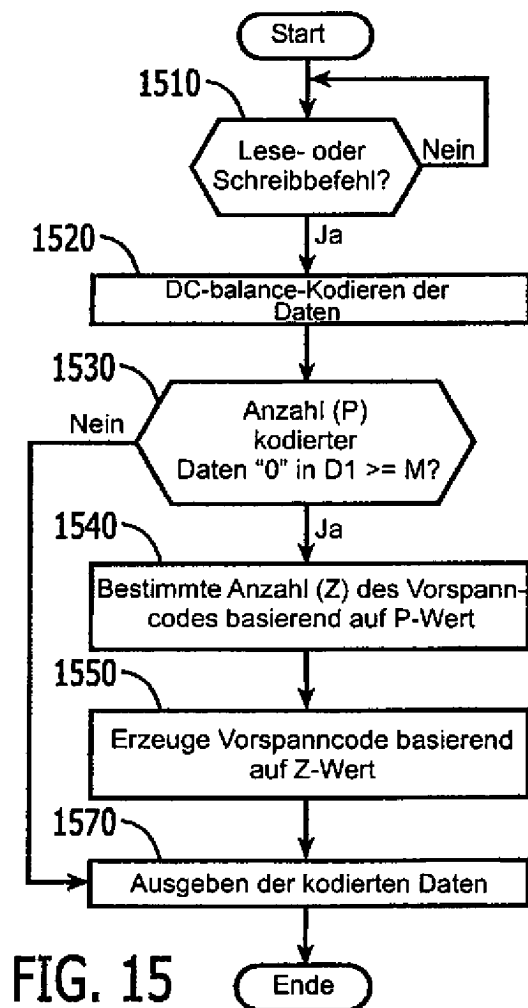 Start
1510
Lese- oder
Schreibbefehl?
Nein
Ja
1520
DC-balance-Kodieren der
Daten
1530
Nein
Anzahl (P)
kodierter
Daten "0" in D1 >= M?
Ja
1540
Bestimmte Anzahl (Z) des Vorspann-
codes basierend auf P-Wert
1550
Erzeuge Vorspanncode basierend
auf Z-Wert
1570
Ausgeben der kodierten Daten
FIG. 15
Ende